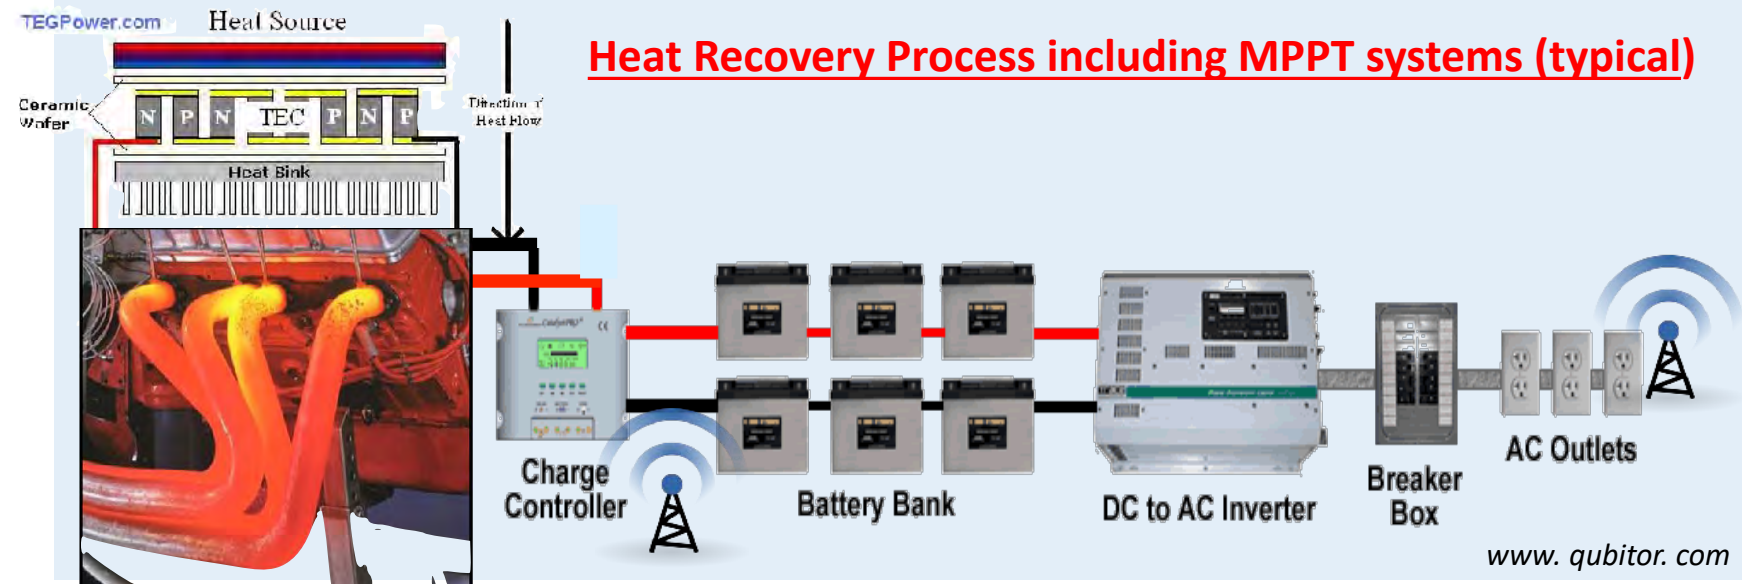 TEGPower.com
Heat Source
Heat Recovery Process including MPPT systems (typical)
Ceramic
Wafer
N P N TEC P N P
Direction of
Heat Flow
Heat Sink
Charge
Controller
Battery Bank
DC to AC Inverter
Breaker
Box
AC Outlets
www. qubitor. com